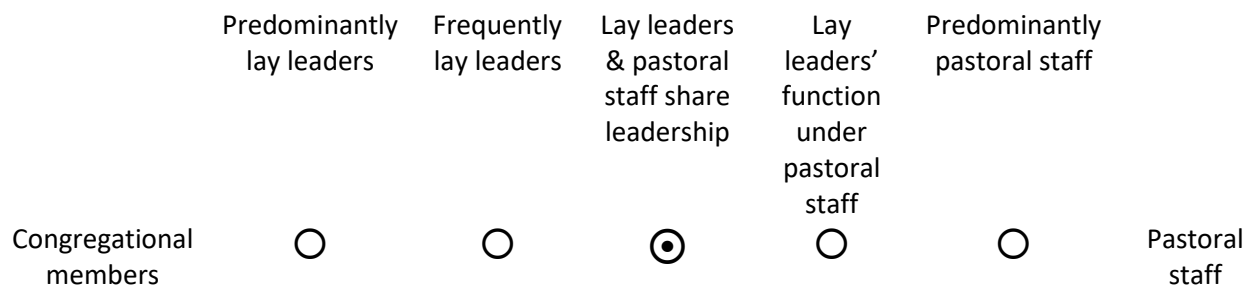 Predominantly
lay leaders
Frequently
lay leaders
Lay leaders
& pastoral
staff share
leadership
Lay
leaders’
function
under
pastoral
staff
Predominantly
pastoral staff
Congregational
members
Pastoral
staff